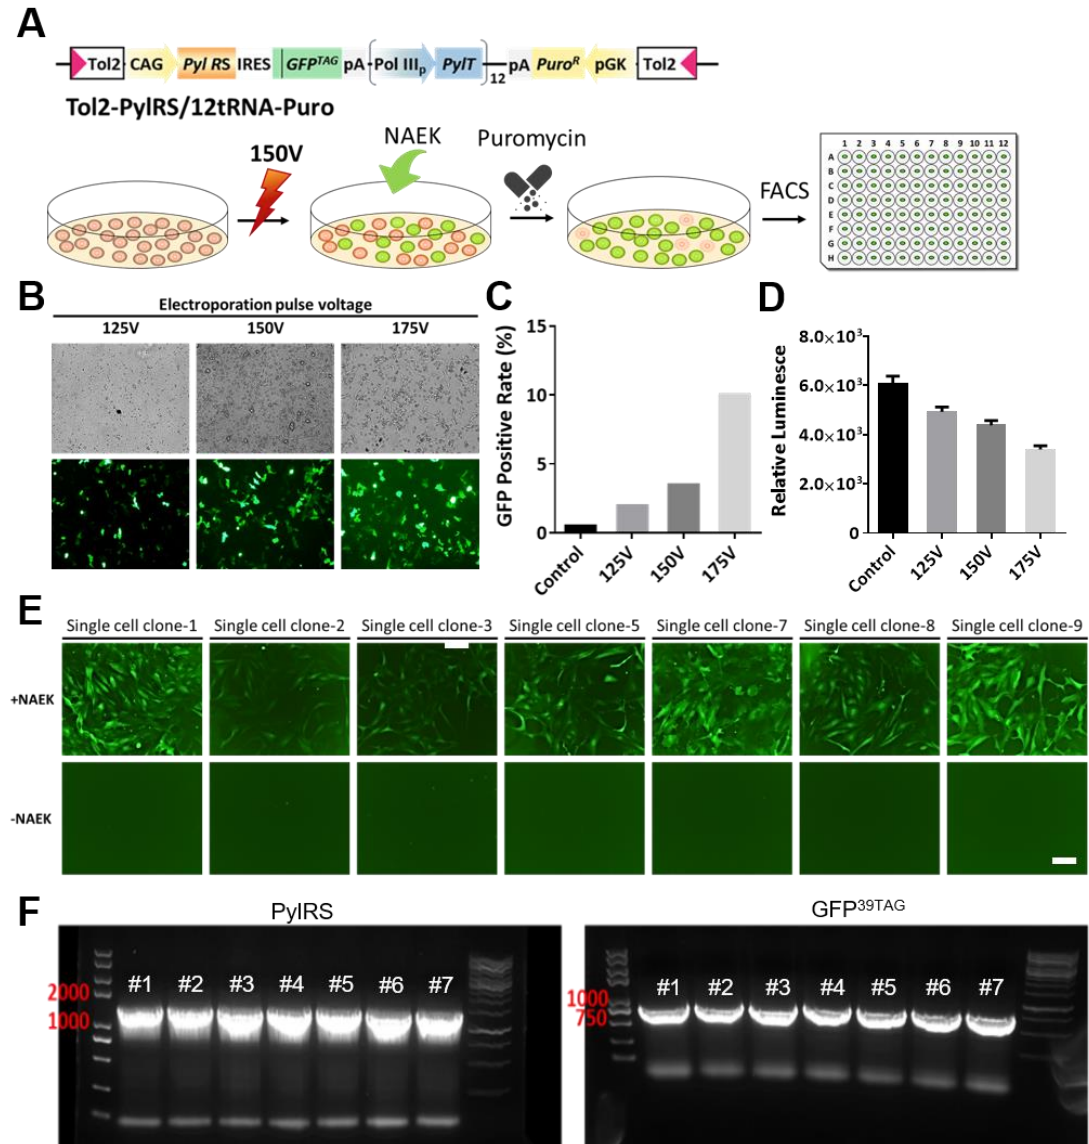 A
Tol2 CAG Pyl RS IRES GFPTAG pA Pol IIIp PylT 12 pA PuroR pGK Tol2
Tol2-PylRS/12tRNA-Puro
150V
NAEK
Puromycin
FACS
1 2 3 4 5 6 7 8 9 10 11 12
A
B
C
D
E
F
G
H
B
Electroporation pulse voltage
125V 150V 175V
C
GFP Positive Rate (%)
15
10
5
0
Control 125V 150V 175V
D
Relative Luminesce
8.0×10³
6.0×10³
4.0×10³
2.0×10³
0
Control 125V 150V 175V
E
Single cell clone-1 Single cell clone-2 Single cell clone-3 Single cell clone-5 Single cell clone-7 Single cell clone-8 Single cell clone-9
+NAEK
-NAEK
F
PylRS
2000
1000
#1 #2 #3 #4 #5 #6 #7
GFP39TAG
1000
750
#1 #2 #3 #4 #5 #6 #7